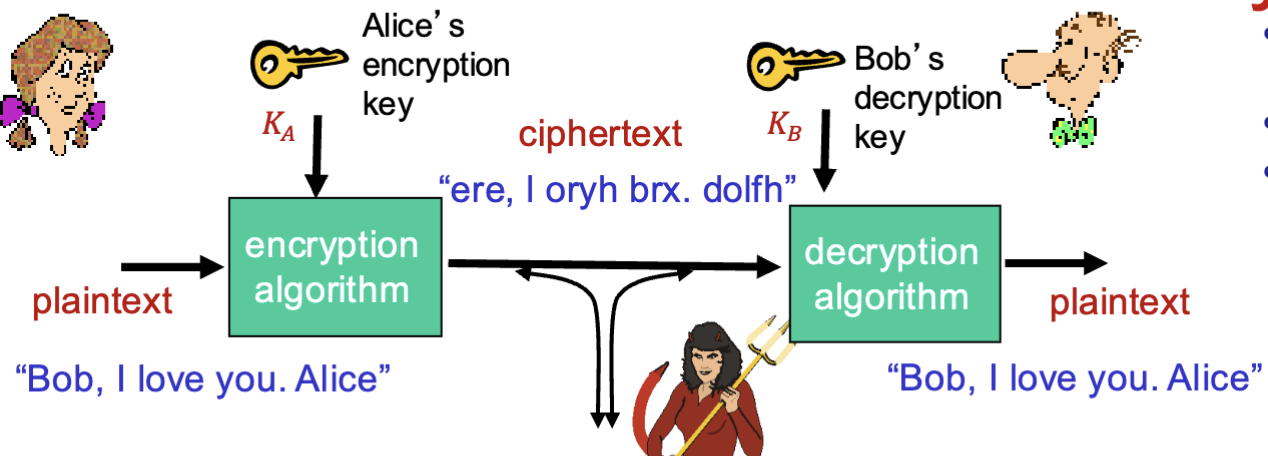 Alice's
encryption
key
K_A
Bob's
decryption
key
K_B
ciphertext
“ere, I oryh brx. dolfh”
encryption
algorithm
decryption
algorithm
plaintext
plaintext
“Bob, I love you. Alice”
“Bob, I love you. Alice”